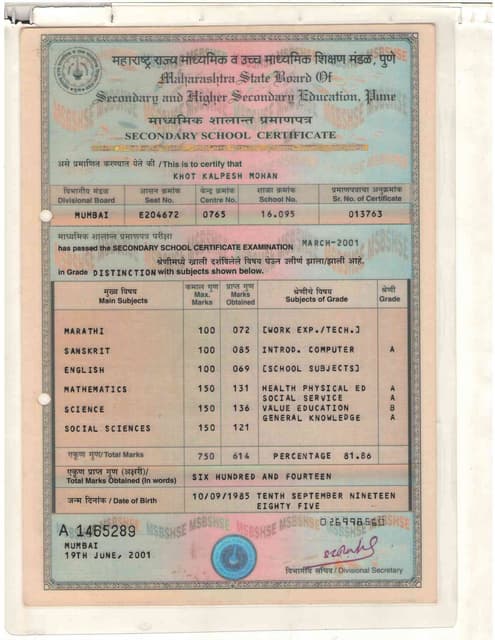 महाराष्ट्र राज्य माध्यमिक व उच्च माध्यमिक शिक्षण मंडळ, पुणे
Maharashtra State Board Of
Secondary and Higher Secondary Education, Pune
माध्यमिक शालान्त प्रमाणपत्र
SECONDARY SCHOOL CERTIFICATE
असे प्रमाणित करण्यात येते की /This is to certify that
KHOT KALPESH MOHAN
विभागीय मंडळ आसन क्रमांक केन्द्र क्रमांक शाळा क्रमांक प्रमाणपत्राचा अनुक्रमांक
Divisional Board Seat No. Centre No. School No. Sr. No. of Certificate
MUMBAI E204672 0765 16.095 013763
माध्यमिक शालान्त प्रमाणपत्र परीक्षा
has passed the SECONDARY SCHOOL CERTIFICATE EXAMINATION MARCH-2001
श्रेणीमध्ये खाली दर्शविलेले विषय घेऊन उत्तीर्ण झाला/झाली आहे.
in Grade DISTINCTION with subjects shown below.
मुख्य विषय कमाल गुण प्राप्त गुण श्रेणीचे विषय श्रेणी
Main Subjects Max. Marks Marks Obtained Subjects of Grade Grade
MARATHI 100 072 [WORK EXP./TECH.]
SANSKRIT 100 085 INTROD. COMPUTER A
ENGLISH 100 069 [SCHOOL SUBJECTS]
MATHEMATICS 150 131 HEALTH PHYSICAL ED A
SOCIAL SERVICE A
SCIENCE 150 136 VALUE EDUCATION B
GENERAL KNOWLEDGE A
SOCIAL SCIENCES 150 121
एकूण गुण/Total Marks 750 614 PERCENTAGE 81.86
एकूण प्राप्त गुण (अक्षरी)/
Total Marks Obtained (In words) SIX HUNDRED AND FOURTEEN
जन्म दिनांक / Date of Birth 10/09/1985 TENTH SEPTEMBER NINETEEN
EIGHTY FIVE
A 1465289
MUMBAI
19TH JUNE, 2001
विभागीय सचिव / Divisional Secretary